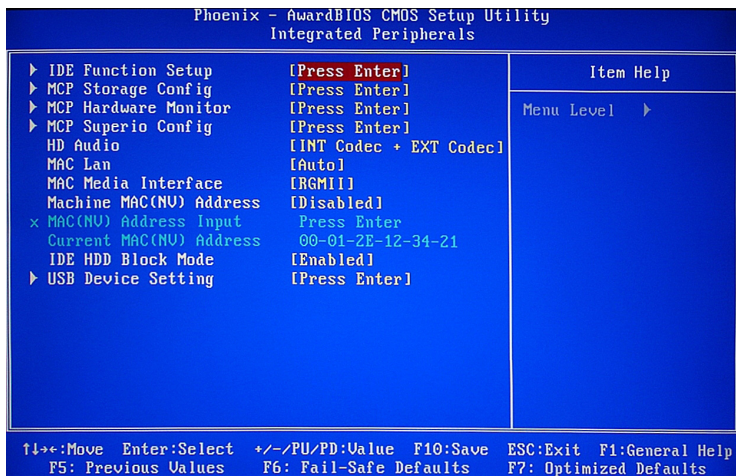 Phoenix - AwardBIOS CMOS Setup Utility
Integrated Peripherals
IDE Function Setup [Press Enter]
MCP Storage Config [Press Enter]
MCP Hardware Monitor [Press Enter]
MCP Superio Config [Press Enter]
HD Audio [INT Codec + EXT Codec]
MAC Lan [Auto]
MAC Media Interface [RGMII]
Machine MAC(NV) Address [Disabled]
x MAC(NV) Address Input Press Enter
Current MAC(NV) Address 00-01-2E-12-34-21
IDE HDD Block Mode [Enabled]
USB Device Setting [Press Enter]
Item Help
Menu Level
↑↓→←:Move Enter:Select +/-/PU/PD:Value F10:Save ESC:Exit F1:General Help
F5: Previous Values F6: Fail-Safe Defaults F7: Optimized Defaults